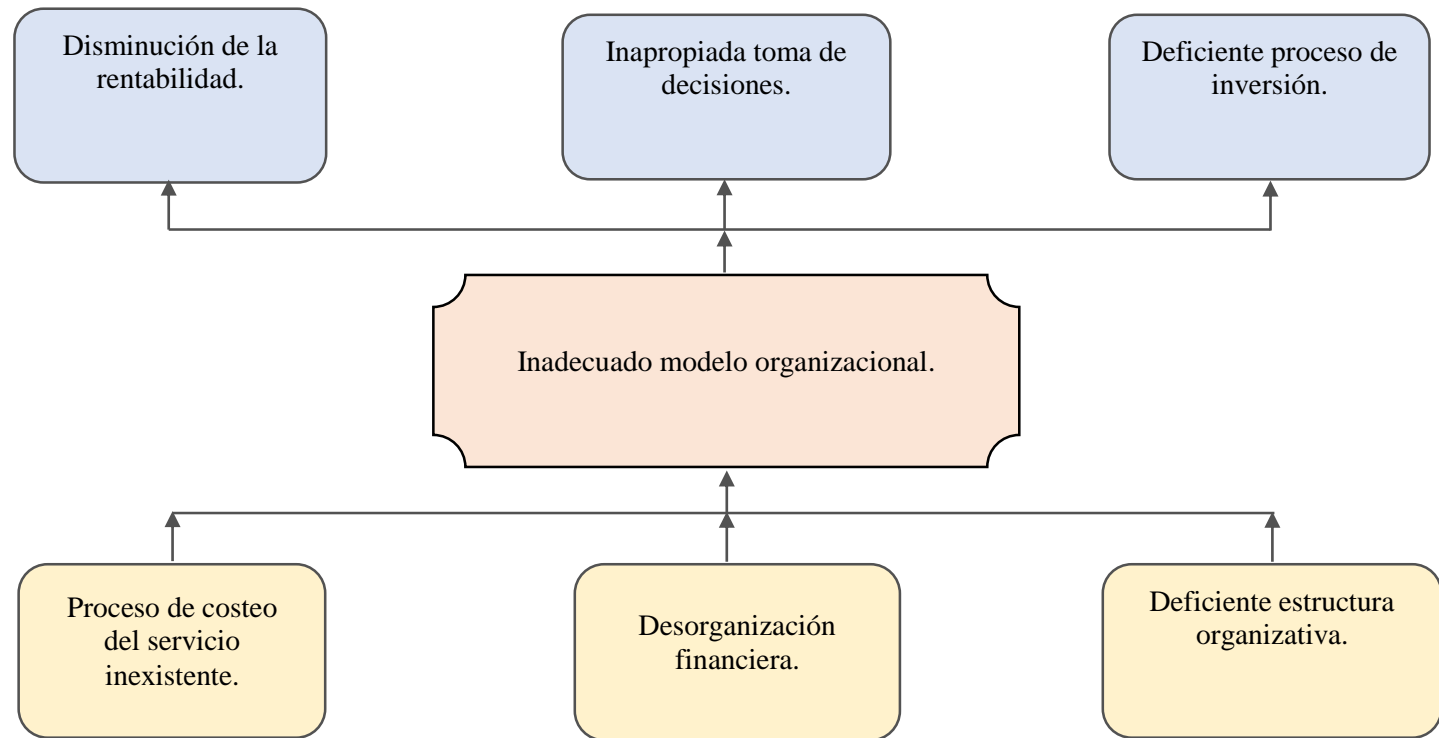 Disminución de la
rentabilidad.
Inapropiada toma de
decisiones.
Deficiente proceso de
inversión.
Inadecuado modelo organizacional.
Proceso de costeo
del servicio
inexistente.
Desorganización
financiera.
Deficiente estructura
organizativa.